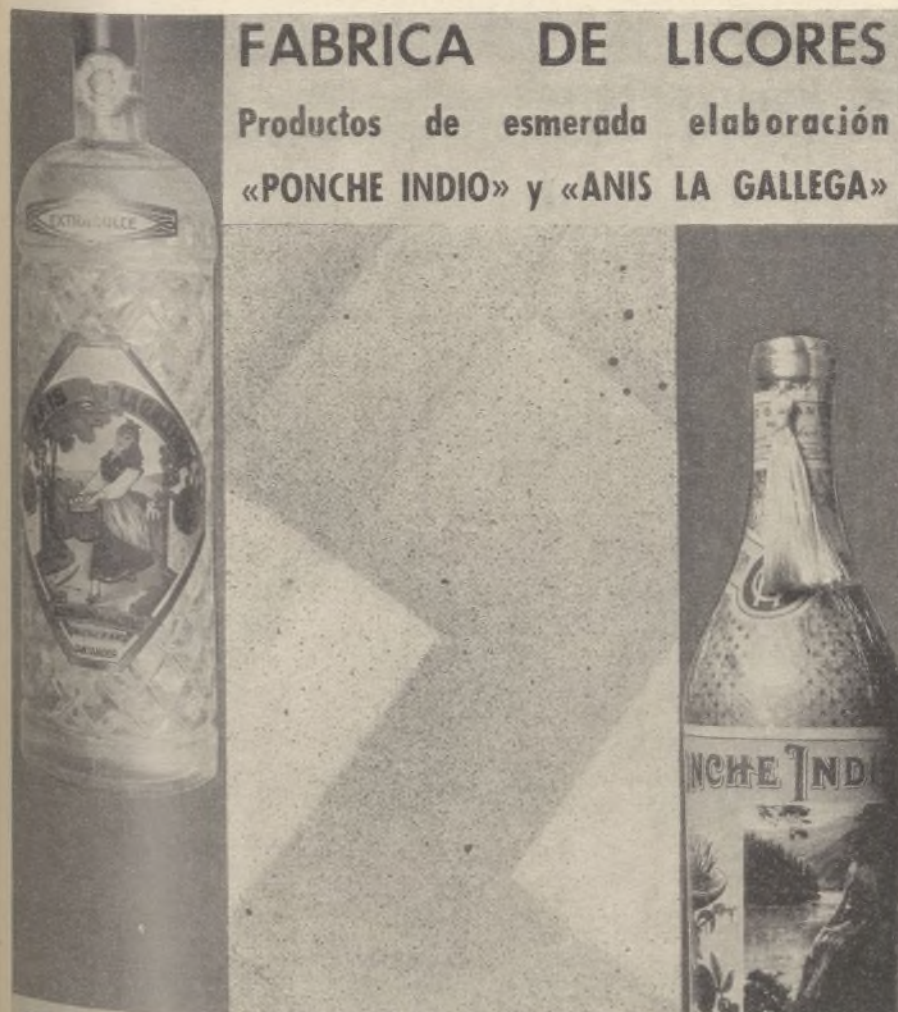 FABRICA DE LICORES
Productos de esmerada elaboración
«PONCHE INDIO» y «ANIS LA GALLEGA»
EXTRA DULCE
NCHE INDI